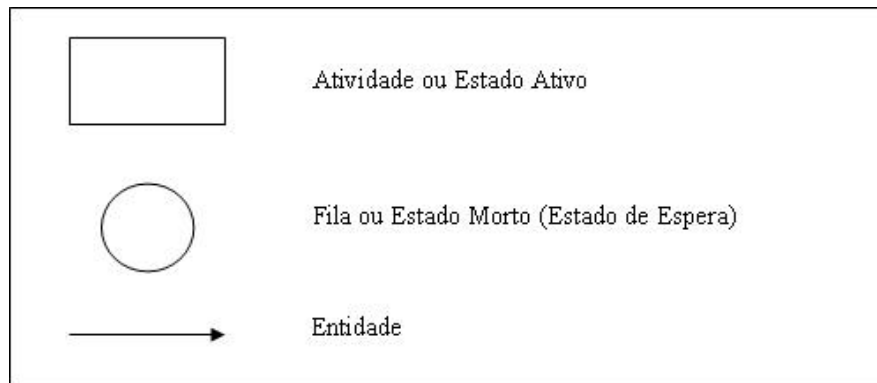 Atividade ou Estado Ativo
Fila ou Estado Morto (Estado de Espera)
Entidade